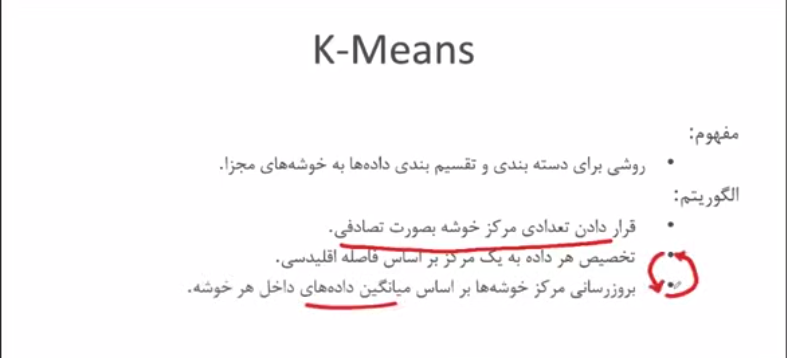 K-Means
مفهوم:
• روشی برای دسته بندی و تقسیم بندی داده‌ها به خوشه‌های مجزا.
الگوریتم:
• قرار دادن تعدادی مرکز خوشه بصورت تصادفی.
• تخصیص هر داده به یک مرکز بر اساس فاصله اقلیدسی.
• بروزرسانی مرکز خوشه‌ها بر اساس میانگین داده‌های داخل هر خوشه.